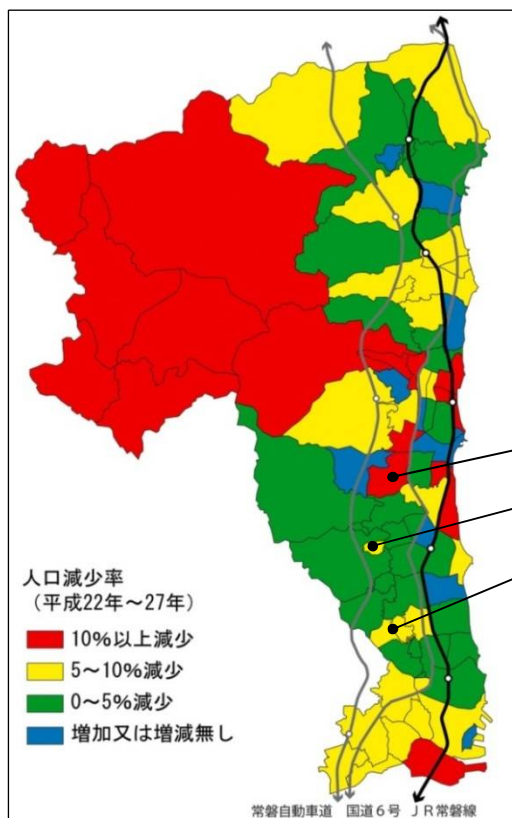 人口減少率
（平成22年～27年）
10%以上減少
5～10%減少
0～5%減少
増加又は増減無し
常磐自動車道　国道６号　ＪＲ常磐線